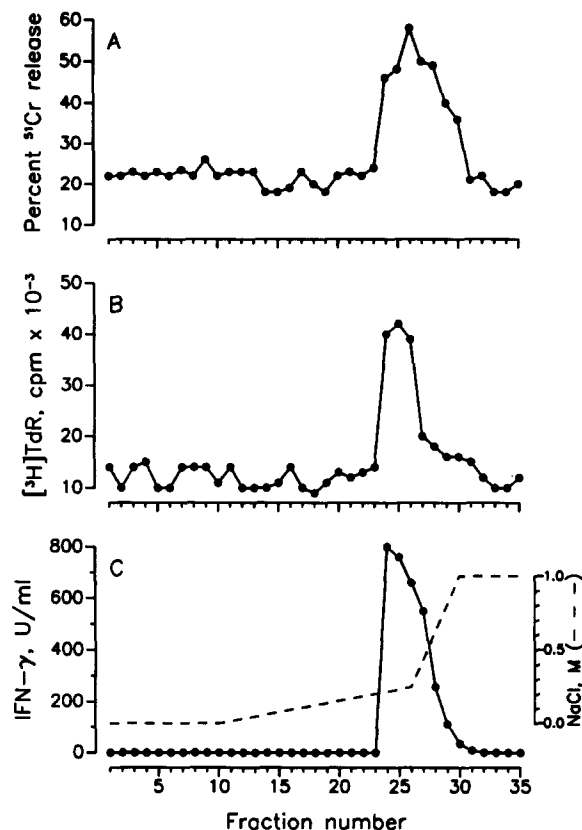 A
Percent ⁵¹Cr release
60
50
40
30
20
10
B
[³H]TdR, cpm x 10⁻³
50
40
30
20
10
C
IFN-γ, U/ml
800
600
400
200
0
1.0
0.5
0.0
NaCl, M (- - -)
5 10 15 20 25 30 35
Fraction number